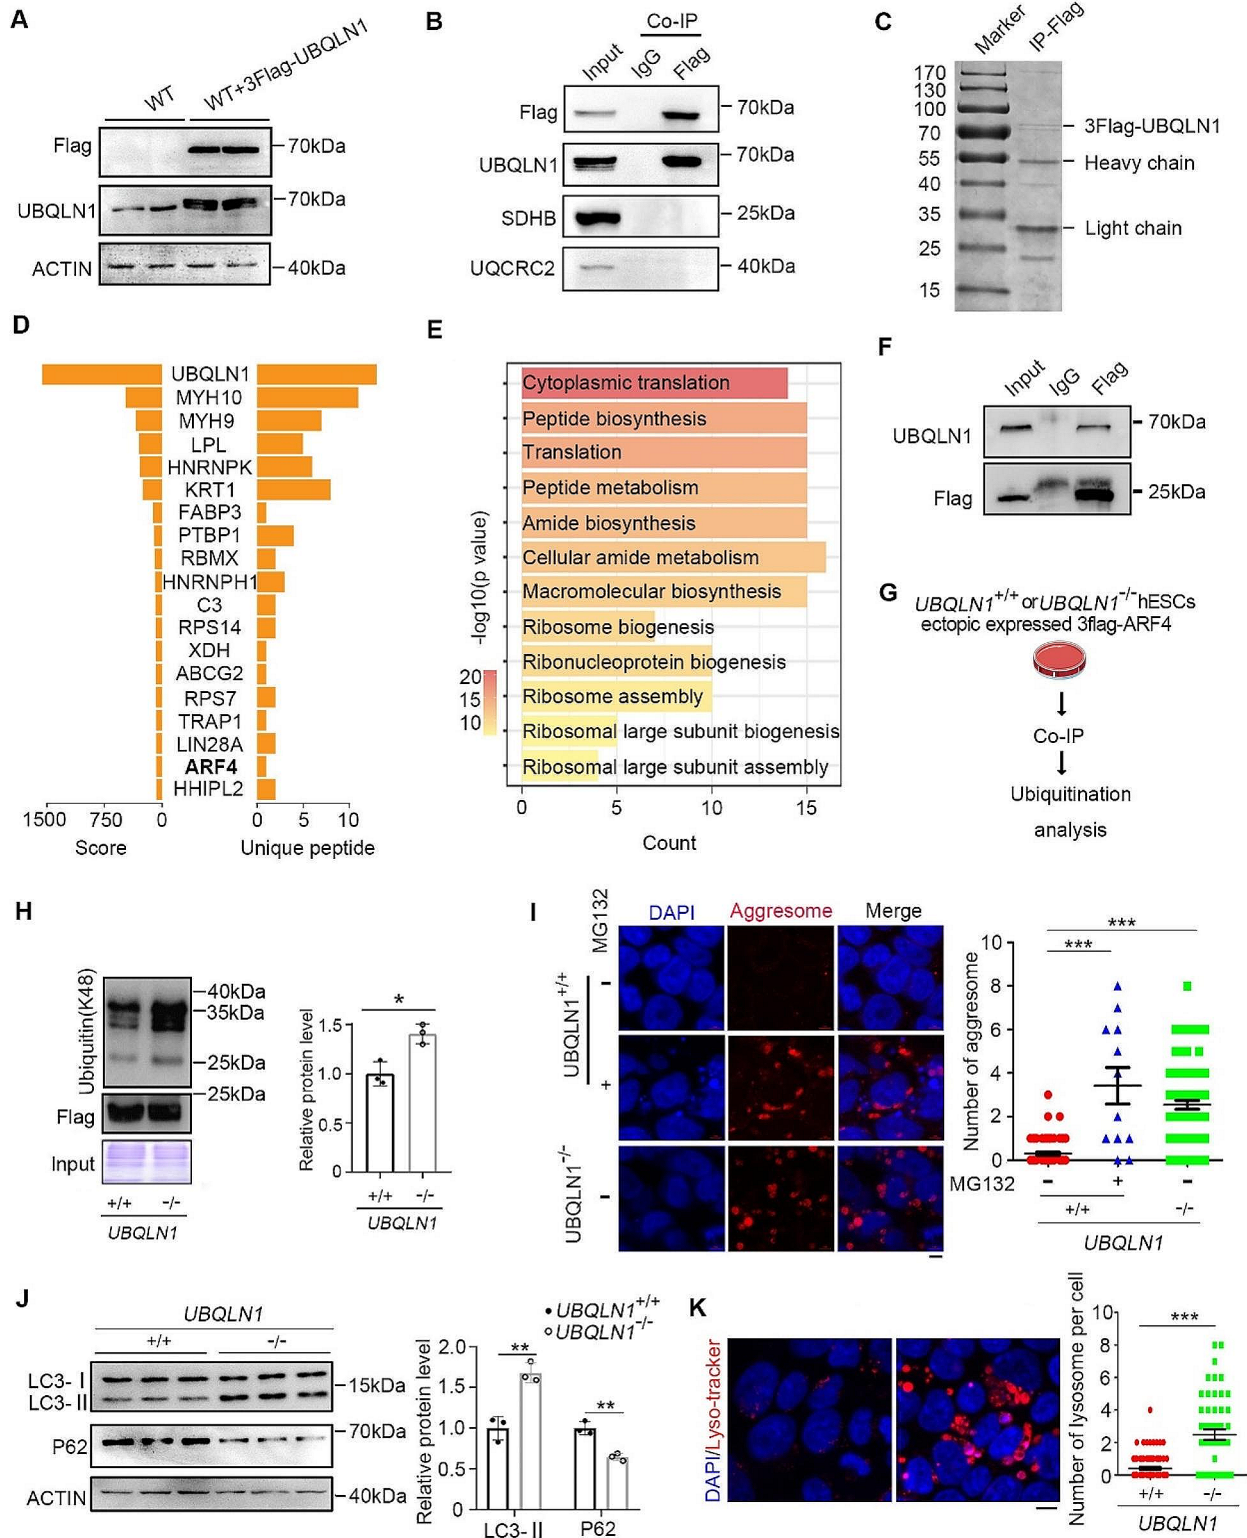 A
WT
WT+3Flag-UBQLN1
Flag
70kDa
UBQLN1
70kDa
ACTIN
40kDa
B
Co-IP
Input
IgG
Flag
Flag
70kDa
UBQLN1
70kDa
SDHB
25kDa
UQCRC2
40kDa
C
Marker
IP-Flag
170
130
100
70
55
40
35
25
15
3Flag-UBQLN1
Heavy chain
Light chain
D
UBQLN1
MYH10
MYH9
LPL
HNRNPK
KRT1
FABP3
PTBP1
RBMX
HNRNPH1
C3
RPS14
XDH
ABCG2
RPS7
TRAP1
LIN28A
ARF4
HHIPL2
1500 750 0
0 5 10
Score
Unique peptide
E
Cytoplasmic translation
Peptide biosynthesis
Translation
Peptide metabolism
Amide biosynthesis
Cellular amide metabolism
Macromolecular biosynthesis
Ribosome biogenesis
Ribonucleoprotein biogenesis
Ribosome assembly
Ribosomal large subunit biogenesis
Ribosomal large subunit assembly
-log10(p value)
20
15
10
0 5 10 15
Count
F
Input
IgG
Flag
UBQLN1
70kDa
Flag
25kDa
G
UBQLN1+/+ or UBQLN1-/- hESCs
ectopic expressed 3flag-ARF4
Co-IP
Ubiquitination
analysis
H
Ubiquitin(K48)
40kDa
35kDa
25kDa
25kDa
Flag
Input
+/+ -/-
UBQLN1
Relative protein level
1.5
1.0
0.5
0
*
+/+ -/-
UBQLN1
I
MG132
DAPI
Aggresome
Merge
UBQLN1+/+
-
+
UBQLN1-/-
-
Number of aggresome
10
8
6
4
2
0
***
***
MG132 - + -
+/+ -/-
UBQLN1
J
UBQLN1
+/+ -/-
LC3- I
LC3- II
15kDa
P62
70kDa
ACTIN
40kDa
UBQLN1+/+
UBQLN1-/-
Relative protein level
2.0
1.5
1.0
0.5
0
**
**
LC3- II P62
K
DAPI/Lyso-tracker
Number of lysosome per cell
10
8
6
4
2
0
***
+/+ -/-
UBQLN1